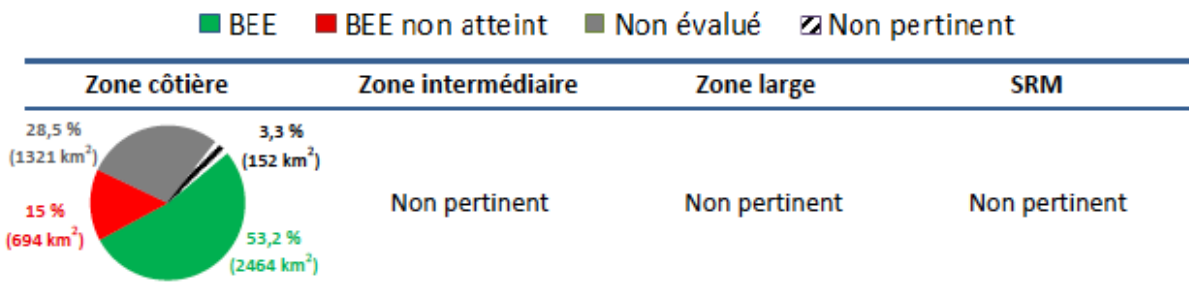 BEE BEE non atteint Non évalué Non pertinent
Zone côtière Zone intermédiaire Zone large SRM
28,5 %
(1321 km²)
3,3 %
(152 km²)
Non pertinent Non pertinent Non pertinent
15 %
(694 km²)
53,2 %
(2464 km²)